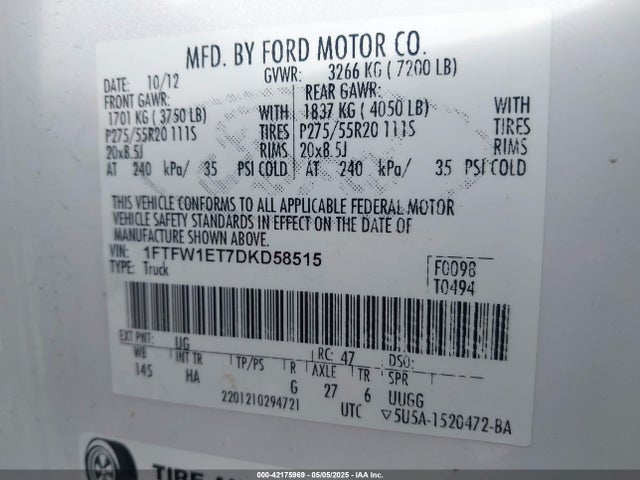 MFD. BY FORD MOTOR CO.
DATE: 10/12 GVWR: 3266 KG ( 7200 LB)
FRONT GAWR: REAR GAWR:
1701 KG ( 3750 LB) WITH 1837 KG ( 4050 LB) WITH
P275/55R20 111S TIRES P275/55R20 111S TIRES
20x8.5J RIMS 20x8.5J RIMS
AT 240 kPa/ 35 PSI COLD AT 240 kPa/ 35 PSI COLD
THIS VEHICLE CONFORMS TO ALL APPLICABLE FEDERAL MOTOR
VEHICLE SAFETY STANDARDS IN EFFECT ON THE DATE OF
MANUFACTURE SHOWN ABOVE.
VIN: 1FTFW1ET7DKD58515 F0098
TYPE: Truck T0494
EXT PNT: UG RC: 47 DSO:
WB INT TR TP/PS R AXLE TR SPR
145 HA G 27 6 UUGG
2201210294721 UTC ▽5U5A-1520472-BA
TIRE
000-42175969 - 05/05/2025 - IAAI.COM